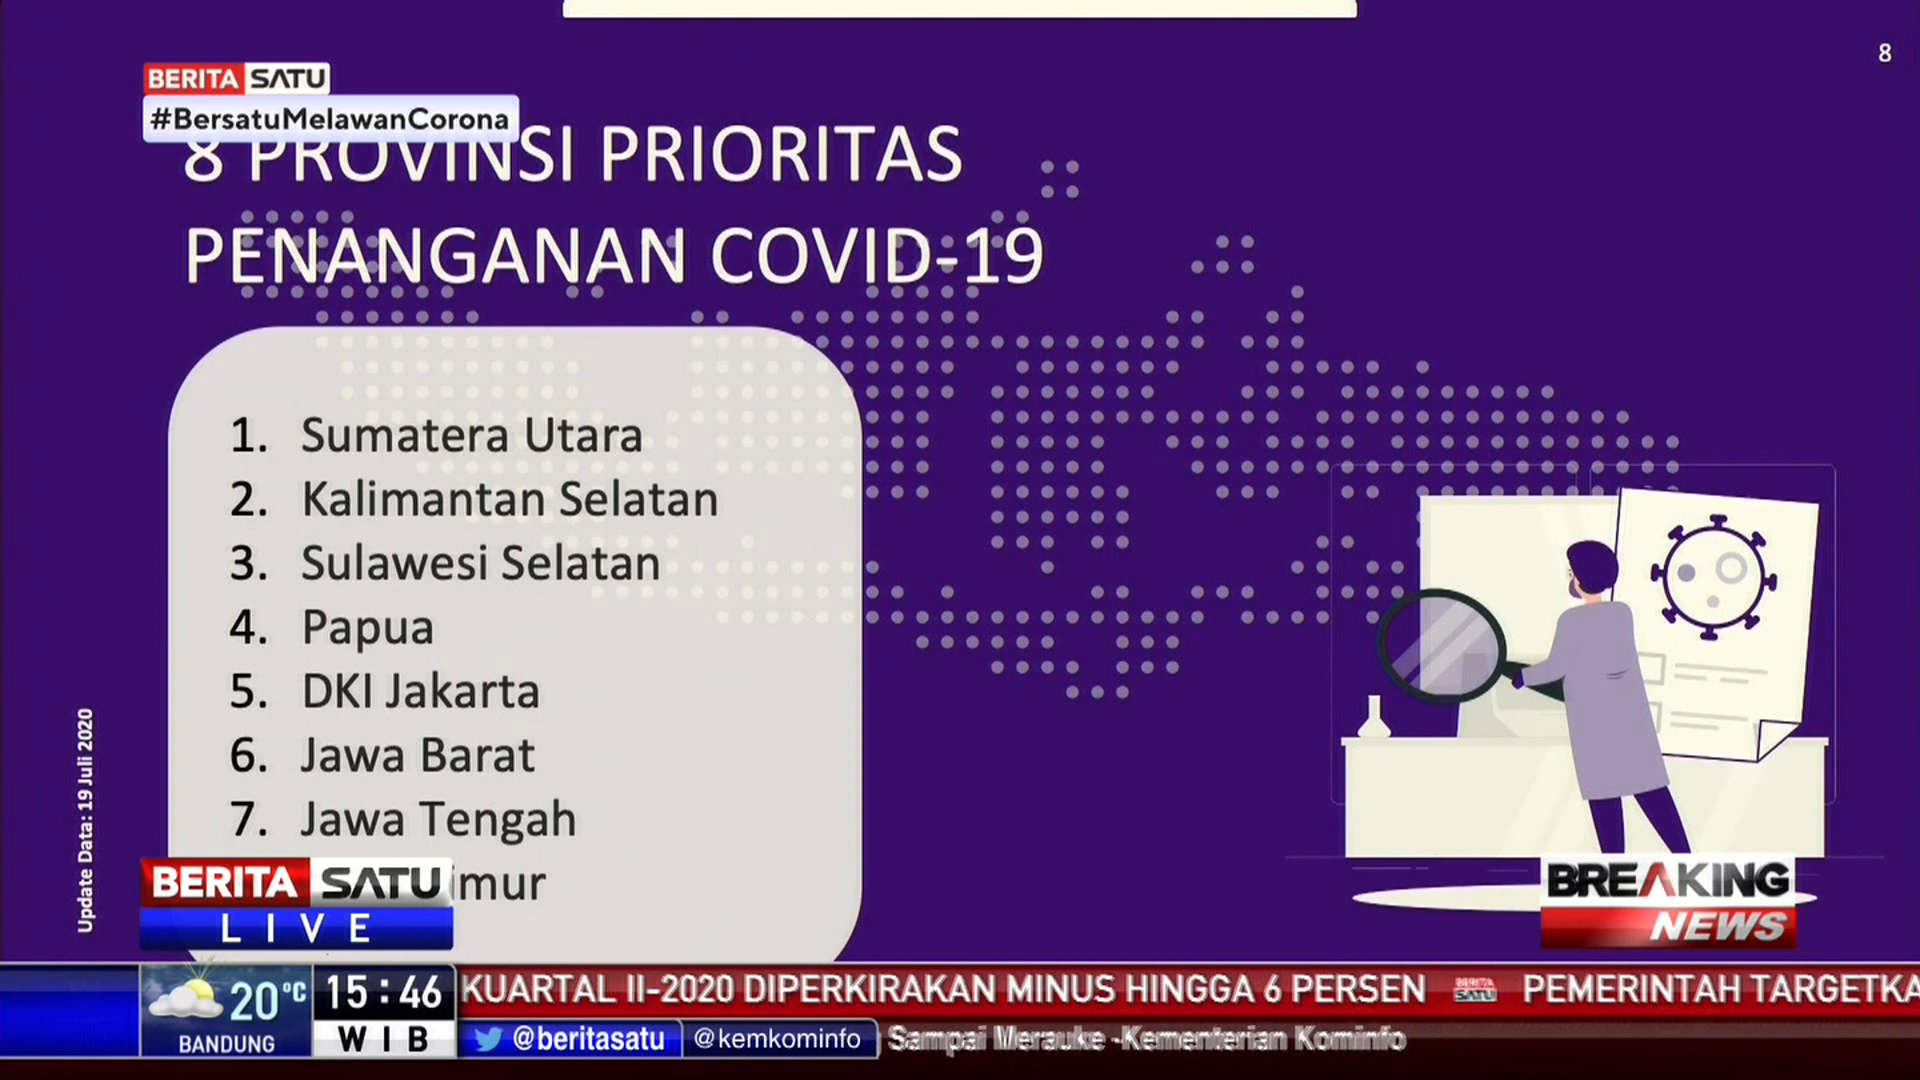 8
BERITA SATU
#BersatuMelawanCorona
8 PROVINSI PRIORITAS
PENANGANAN COVID-19
1. Sumatera Utara
2. Kalimantan Selatan
3. Sulawesi Selatan
4. Papua
5. DKI Jakarta
6. Jawa Barat
7. Jawa Tengah
imur
Update Data: 19 Juli 2020
BERITA SATU
LIVE
BREAKING
NEWS
20°C
BANDUNG
15:46
WIB
KUARTAL II-2020 DIPERKIRAKAN MINUS HINGGA 6 PERSEN BERITA SATU PEMERINTAH TARGETKA
@beritasatu @kemkominfo Sampai Merauke -Kementerian Kominfo